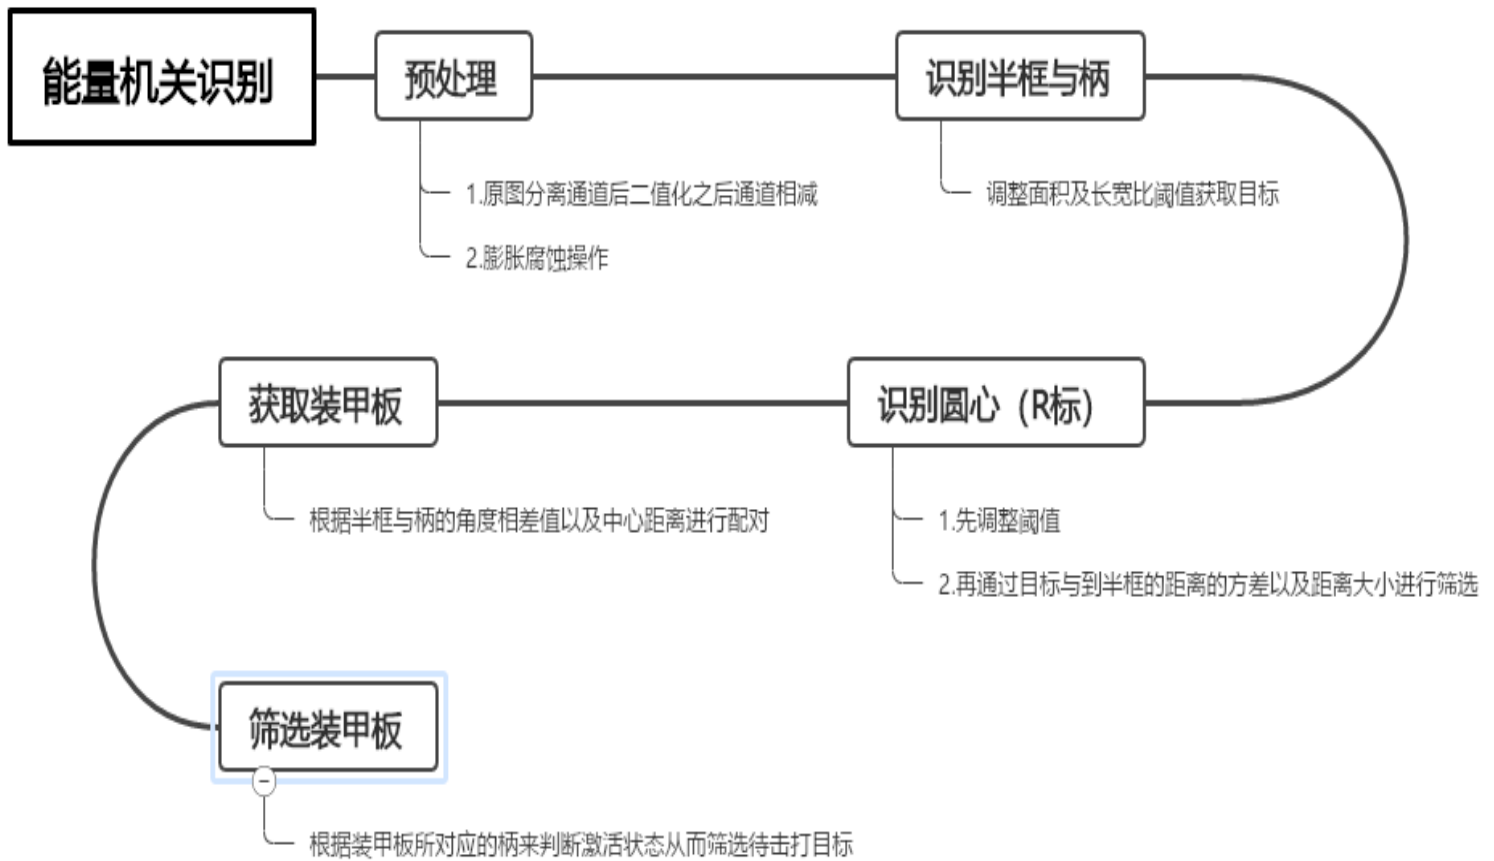 能量机关识别
预处理
识别半框与柄
1.原图分离通道后二值化之后通道相减
调整面积及长宽比阈值获取目标
2.膨胀腐蚀操作
获取装甲板
识别圆心（R标）
根据半框与柄的角度相差值以及中心距离进行配对
1.先调整阈值
2.再通过目标与到半框的距离的方差以及距离大小进行筛选
筛选装甲板
根据装甲板所对应的柄来判断激活状态从而筛选待击打目标